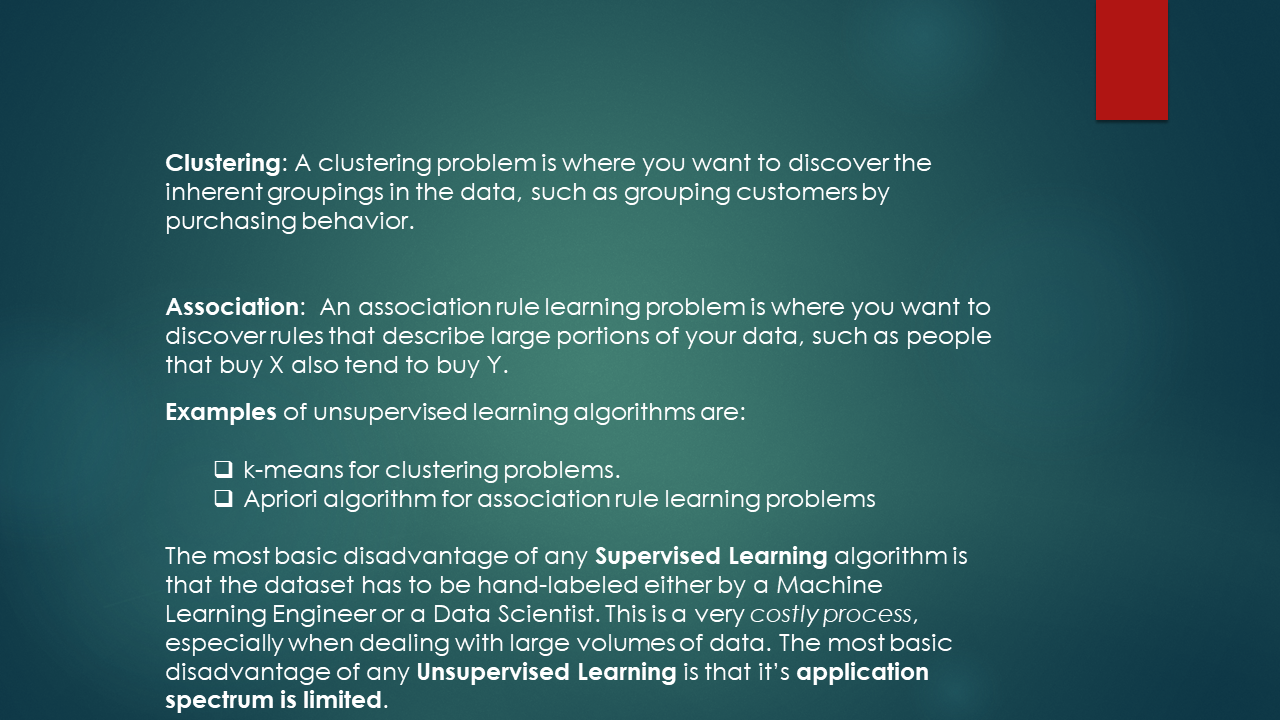 Clustering: A clustering problem is where you want to discover the
inherent groupings in the data, such as grouping customers by
purchasing behavior.
Association:  An association rule learning problem is where you want to
discover rules that describe large portions of your data, such as people
that buy X also tend to buy Y.
Examples of unsupervised learning algorithms are:
❑ k-means for clustering problems.
❑ Apriori algorithm for association rule learning problems
The most basic disadvantage of any Supervised Learning algorithm is
that the dataset has to be hand-labeled either by a Machine
Learning Engineer or a Data Scientist. This is a very costly process,
especially when dealing with large volumes of data. The most basic
disadvantage of any Unsupervised Learning is that it’s application
spectrum is limited.